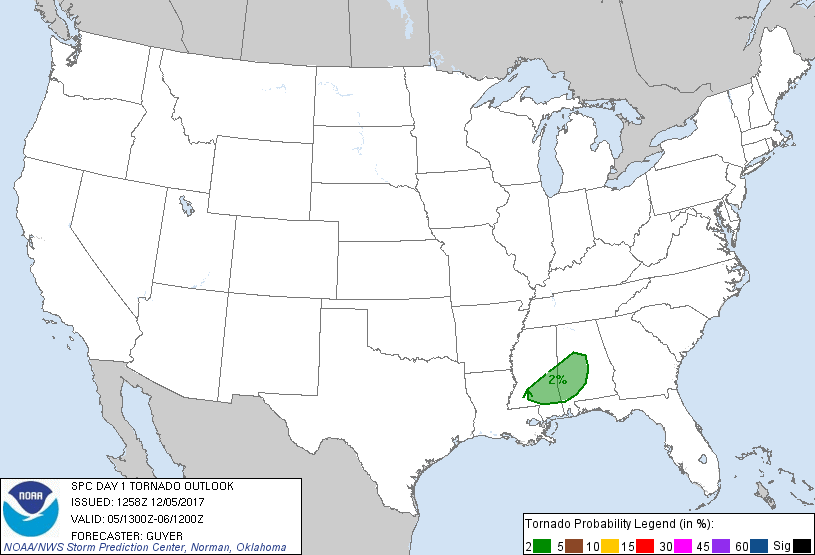 2%
NOAA
SPC DAY 1 TORNADO OUTLOOK
ISSUED: 1258Z 12/05/2017
VALID: 05/1300Z-06/1200Z
FORECASTER: GUYER
NOAA/NWS Storm Prediction Center, Norman, Oklahoma
Tornado Probability Legend (in %):
2 5 10 15 30 45 60 Sig